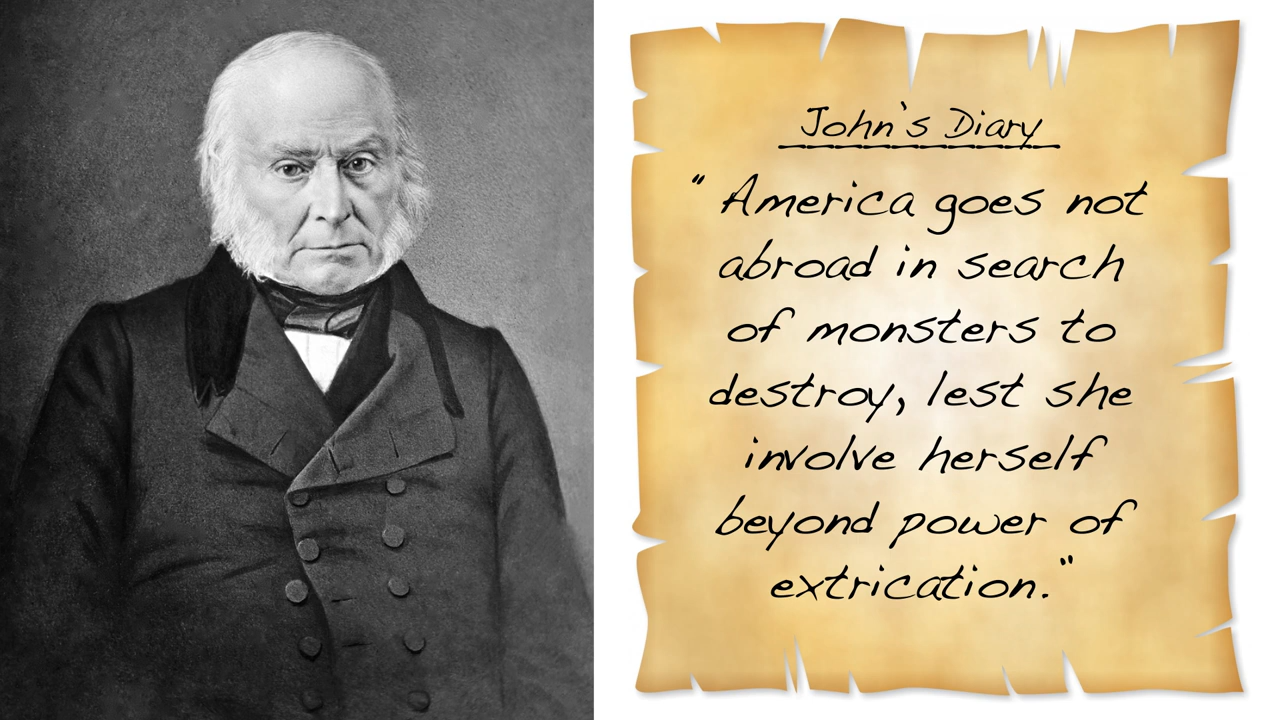 John's Diary
" America goes not
abroad in search
of monsters to
destroy, lest she
involve herself
beyond power of
extrication."